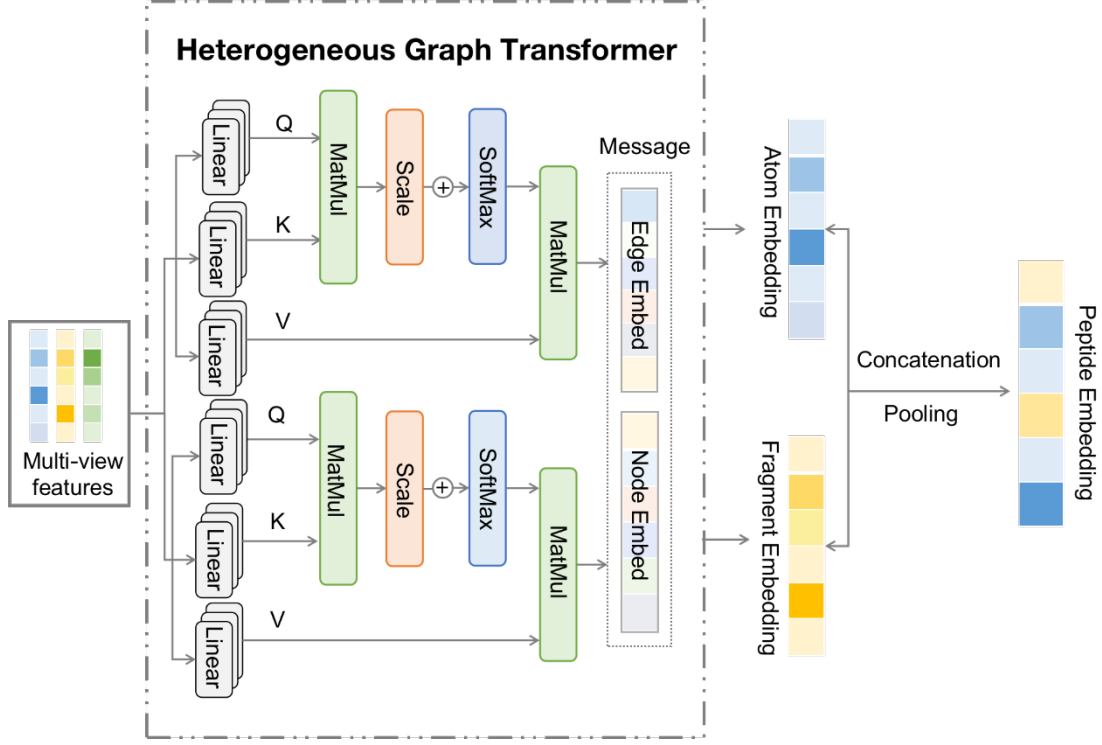 Heterogeneous Graph Transformer
Linear
Q
MatMul
Scale
+
SoftMax
Linear
K
Linear
V
MatMul
Message
Edge Embed
Linear
Q
MatMul
Scale
+
SoftMax
Linear
K
Linear
V
MatMul
Node Embed
Multi-view
features
Atom Embedding
Fragment Embedding
Concatenation
Pooling
Peptide Embedding